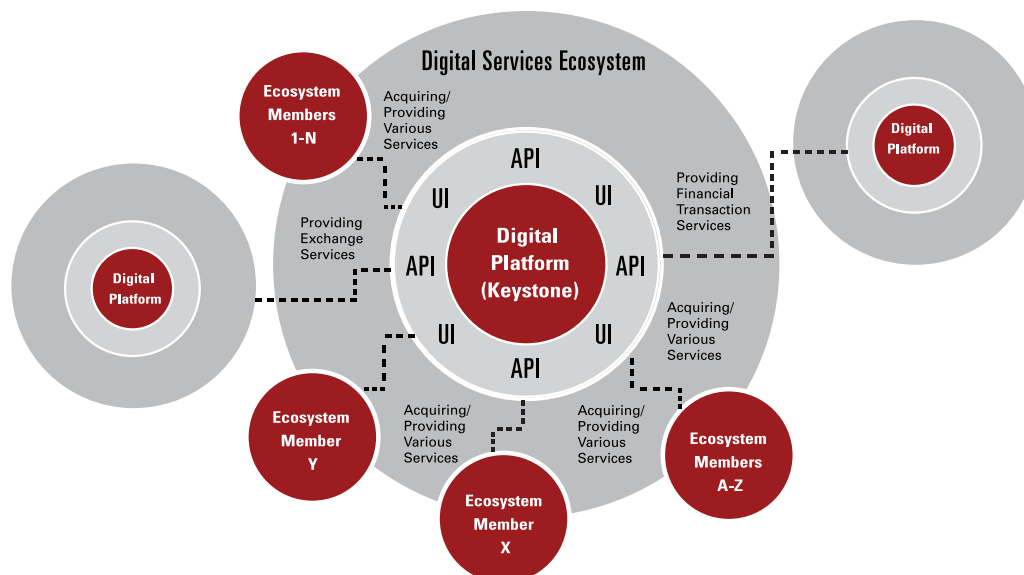 Digital Services Ecosystem
Ecosystem
Members
1-N
Acquiring/
Providing
Various
Services
Digital
Platform
Providing
Financial
Transaction
Services
Providing
Exchange
Services
API
UI
UI
API
API
UI
UI
API
Digital
Platform
(Keystone)
Digital
Platform
Acquiring/
Providing
Various
Services
Ecosystem
Member
Y
Acquiring/
Providing
Various
Services
Acquiring/
Providing
Various
Services
Ecosystem
Members
A-Z
Ecosystem
Member
X